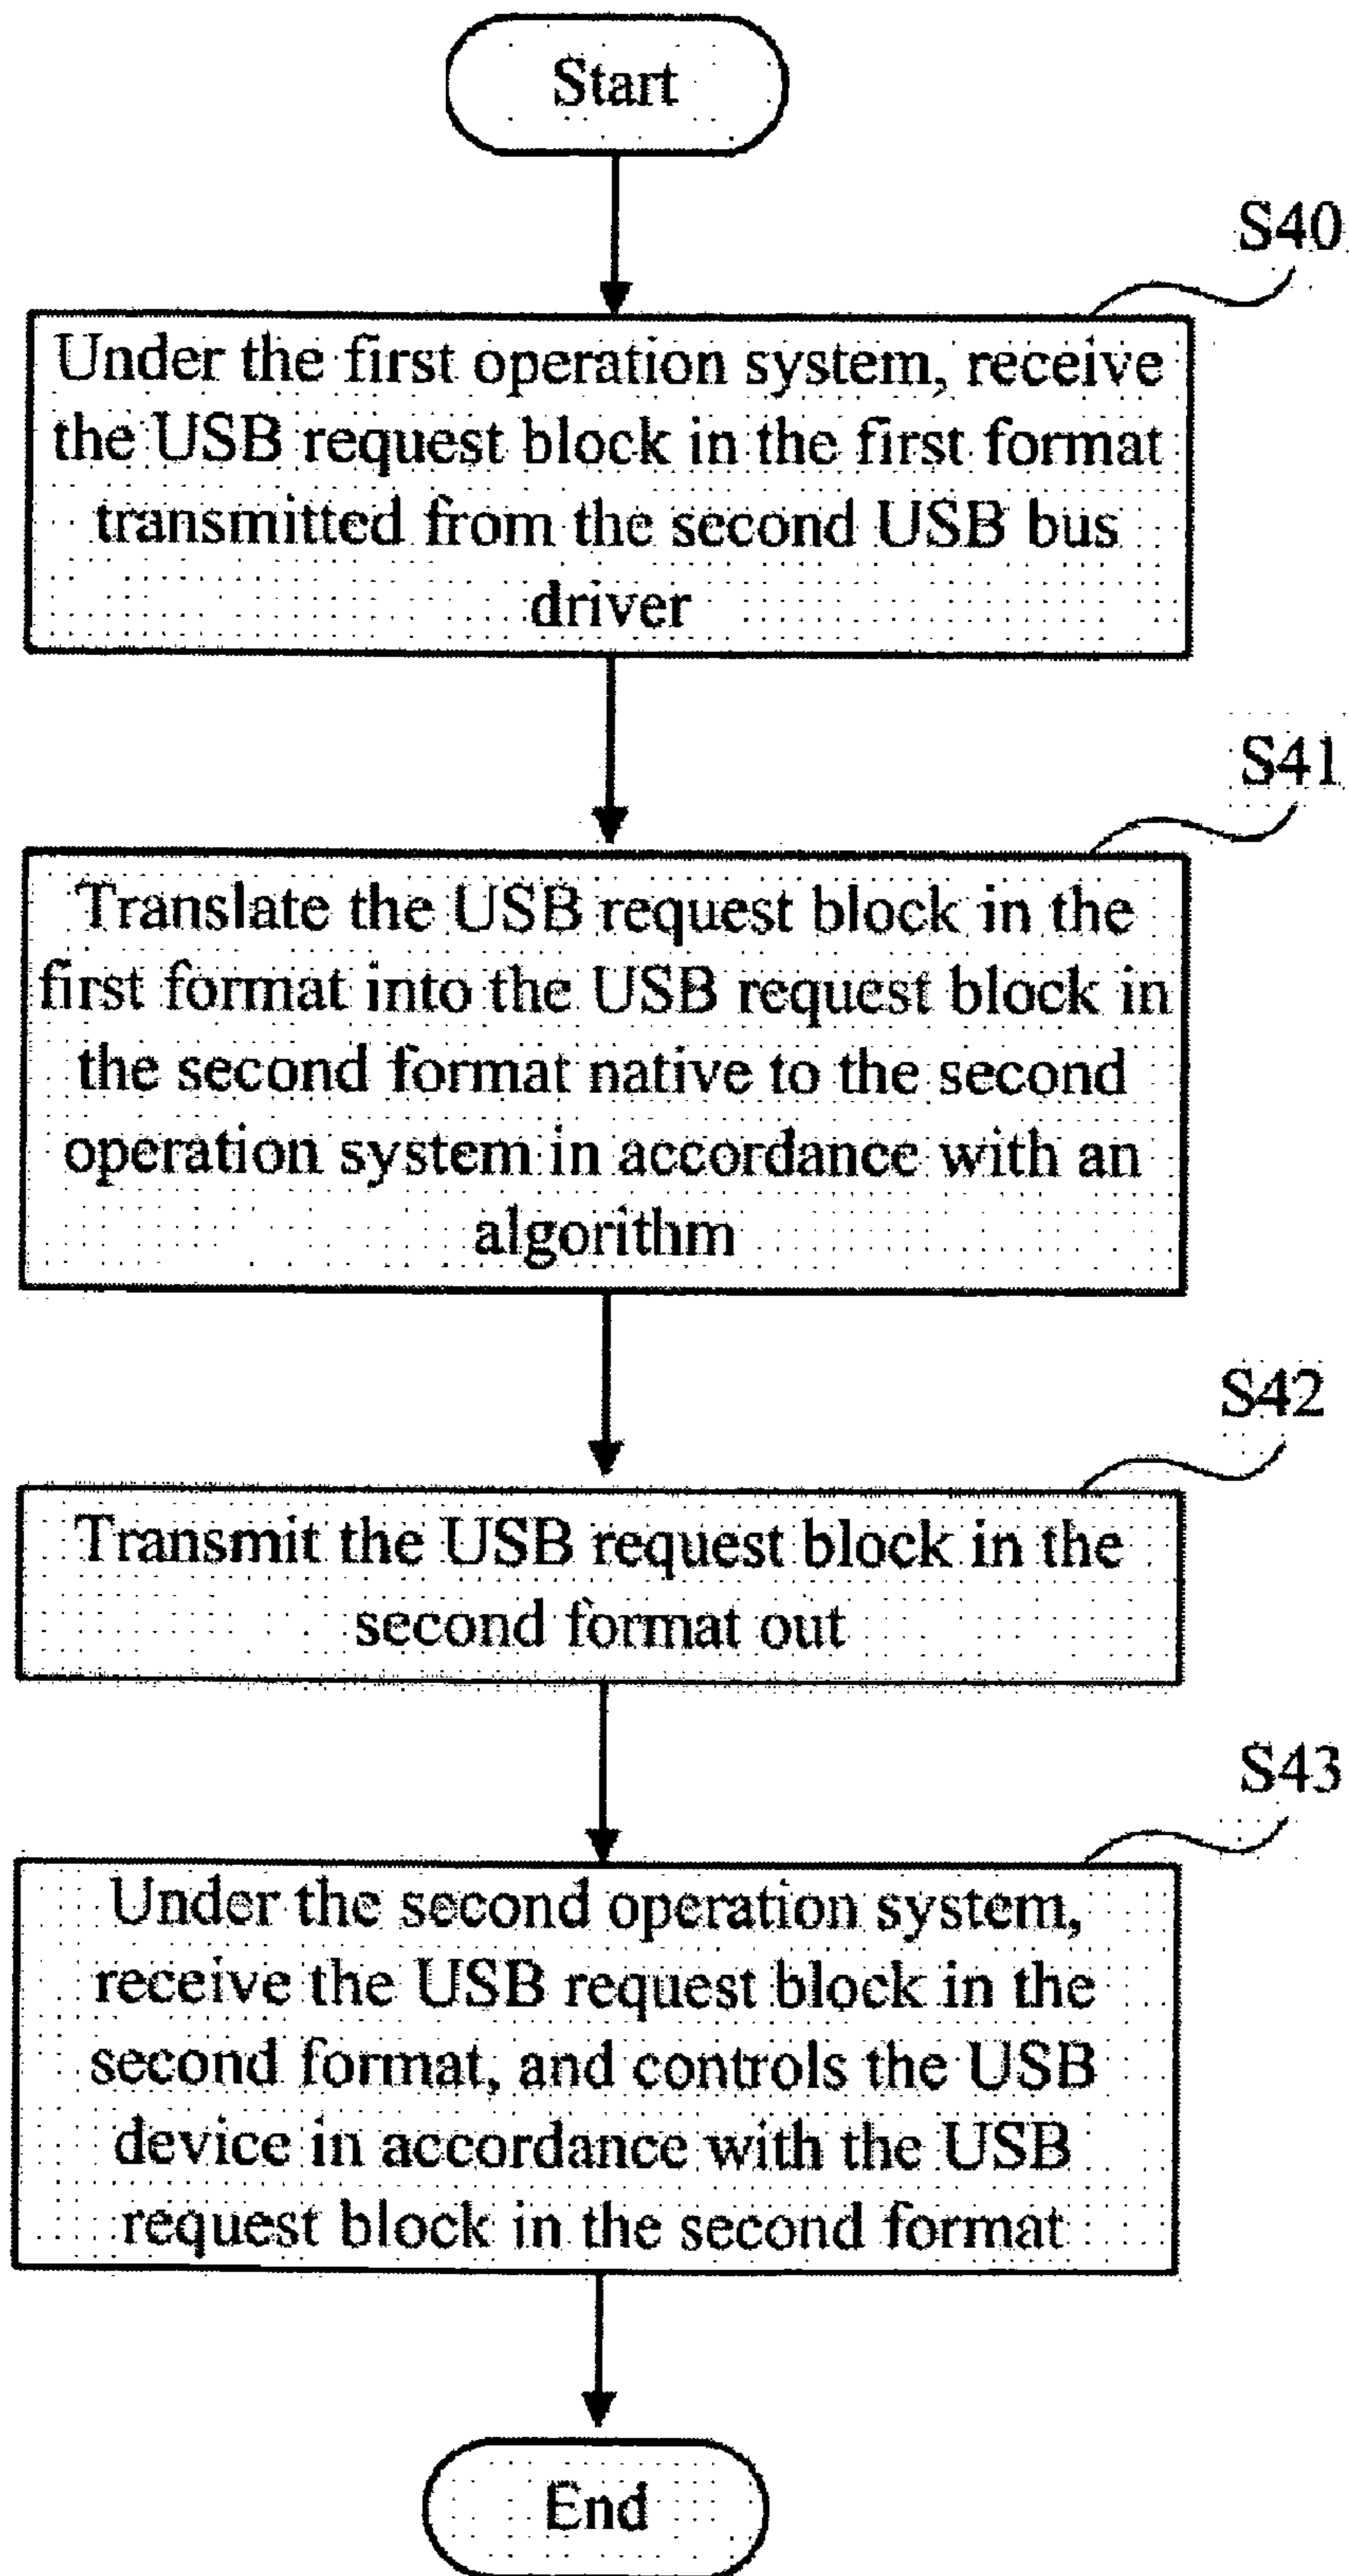 Start
S40
Under the first operation system, receive
the USB request block in the first format
transmitted from the second USB bus
driver
S41
Translate the USB request block in the
first format into the USB request block in
the second format native to the second
operation system in accordance with an
algorithm
S42
Transmit the USB request block in the
second format out
S43
Under the second operation system,
receive the USB request block in the
second format, and controls the USB
device in accordance with the USB
request block in the second format
End